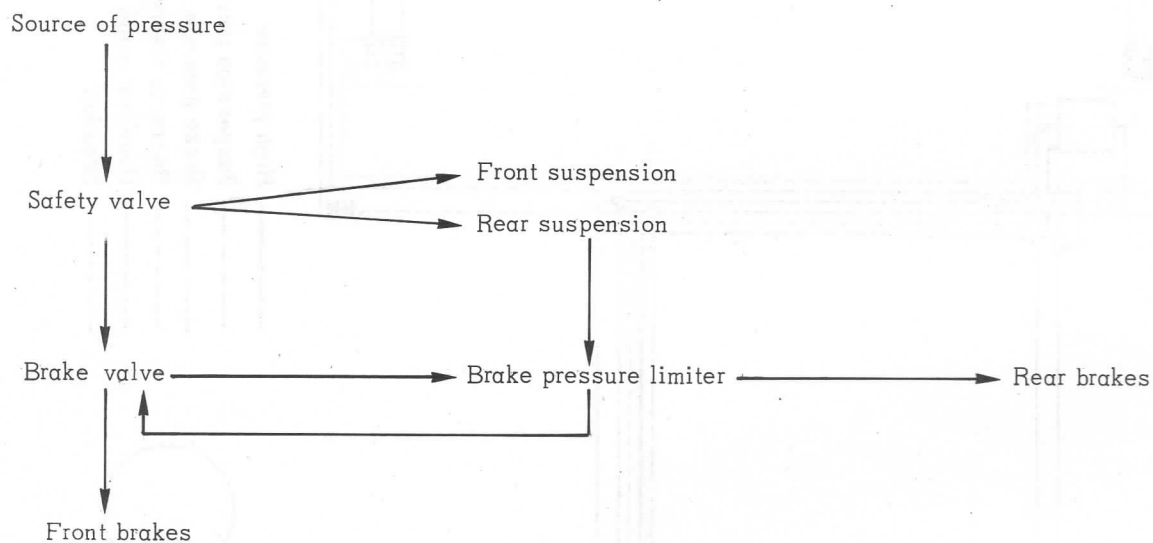 Source of pressure
Safety valve
Front suspension
Rear suspension
Brake valve
Brake pressure limiter
Rear brakes
Front brakes